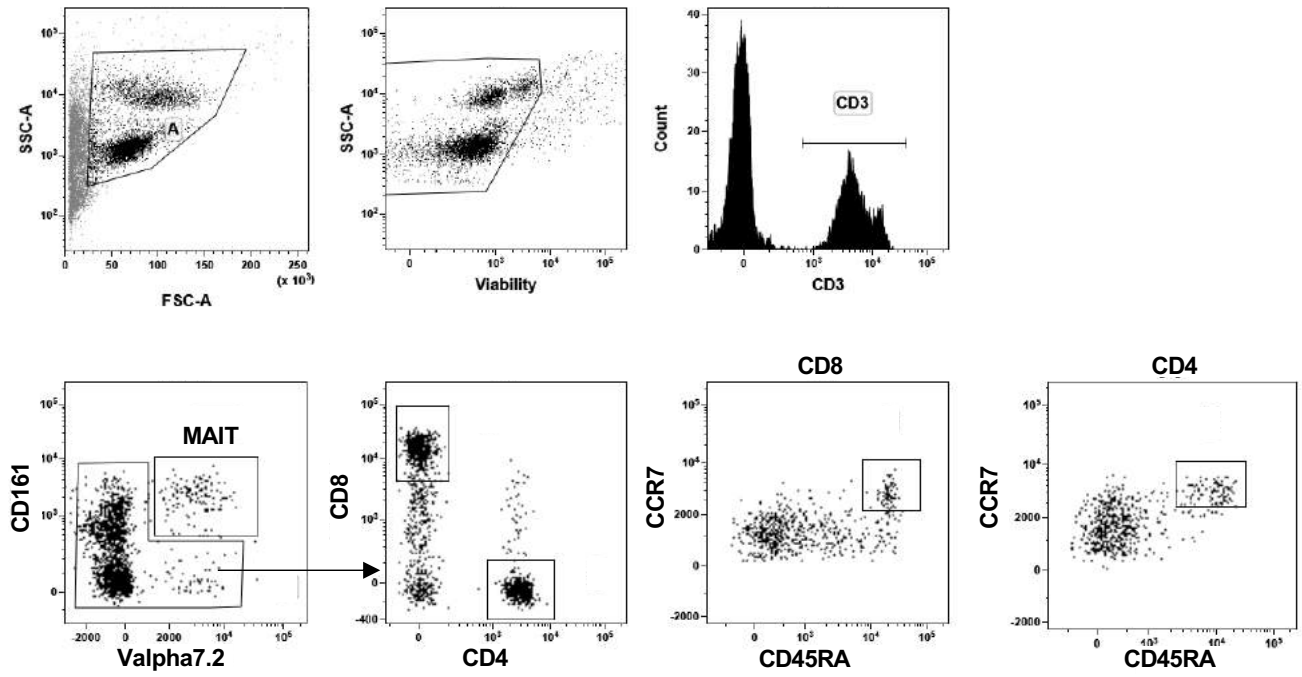 10⁵
10⁴
10³
10²
SSC-A
A
0 50 100 150 200 250
(x 10³)
FSC-A
10⁵
10⁴
10³
10²
SSC-A
0 10³ 10⁴ 10⁵
Viability
40
30
20
10
0
Count
CD3
0 10³ 10⁴ 10⁵
CD3
10⁵
10⁴
10³
0
CD161
MAIT
-2000 0 2000 10⁴ 10⁵
Valpha7.2
10⁵
10⁴
10²
0
-400
CD8
0 10³ 10⁴ 10⁵
CD4
CD8
10⁵
10⁴
2000
0
-2000
CCR7
0 10³ 10⁴ 10⁵
CD45RA
CD4
10⁵
10⁴
2000
0
-2000
CCR7
0 10³ 10⁴ 10⁵
CD45RA